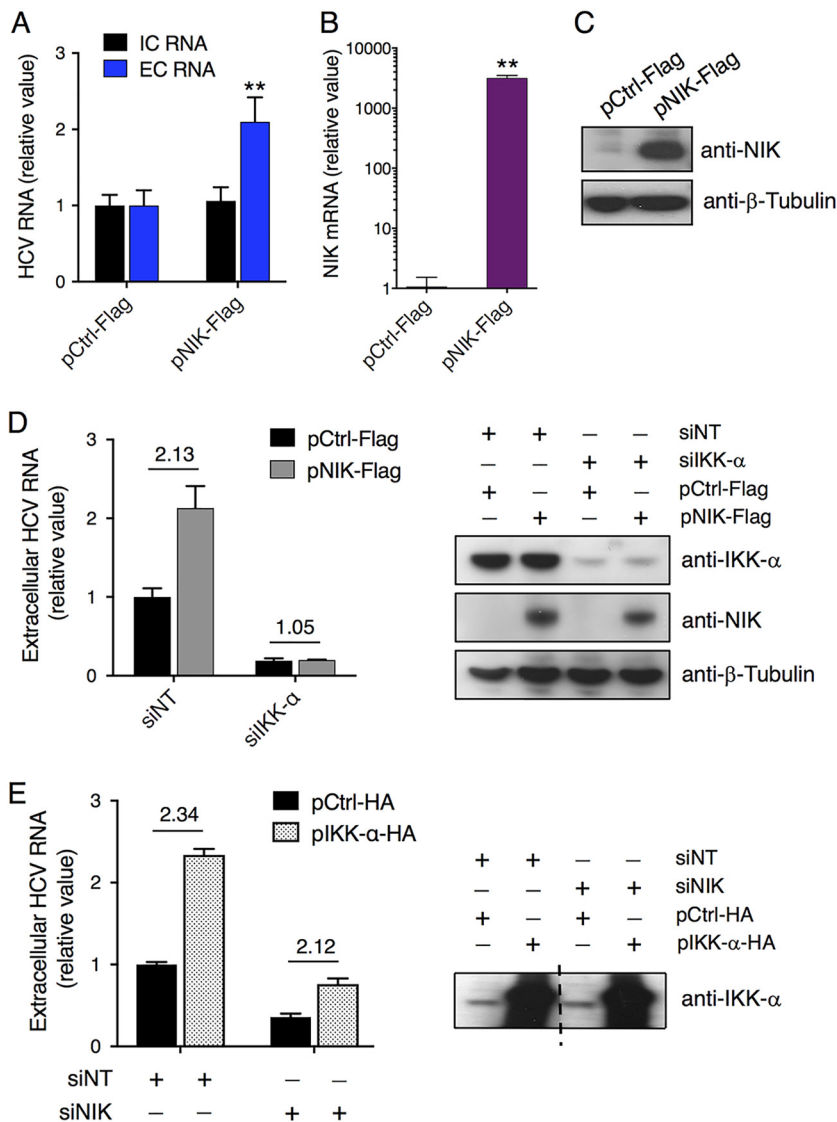 A
HCV RNA (relative value)
3
2
1
0
IC RNA
EC RNA
**
pCtrl-Flag
pNIK-Flag
B
NIK mRNA (relative value)
10000
1000
100
10
1
**
pCtrl-Flag
pNIK-Flag
C
pCtrl-Flag
pNIK-Flag
anti-NIK
anti-β-Tubulin
D
Extracellular HCV RNA
(relative value)
3
2
1
0
pCtrl-Flag
pNIK-Flag
2.13
1.05
siNT
siIKK-α
+ + – – siNT
– – + + siIKK-α
+ – + – pCtrl-Flag
– + – + pNIK-Flag
anti-IKK-α
anti-NIK
anti-β-Tubulin
E
Extracellular HCV RNA
(relative value)
3
2
1
0
pCtrl-HA
pIKK-α-HA
2.34
2.12
siNT + + – –
siNIK – – + +
+ + – – siNT
– – + + siNIK
+ – + – pCtrl-HA
– + – + pIKK-α-HA
anti-IKK-α